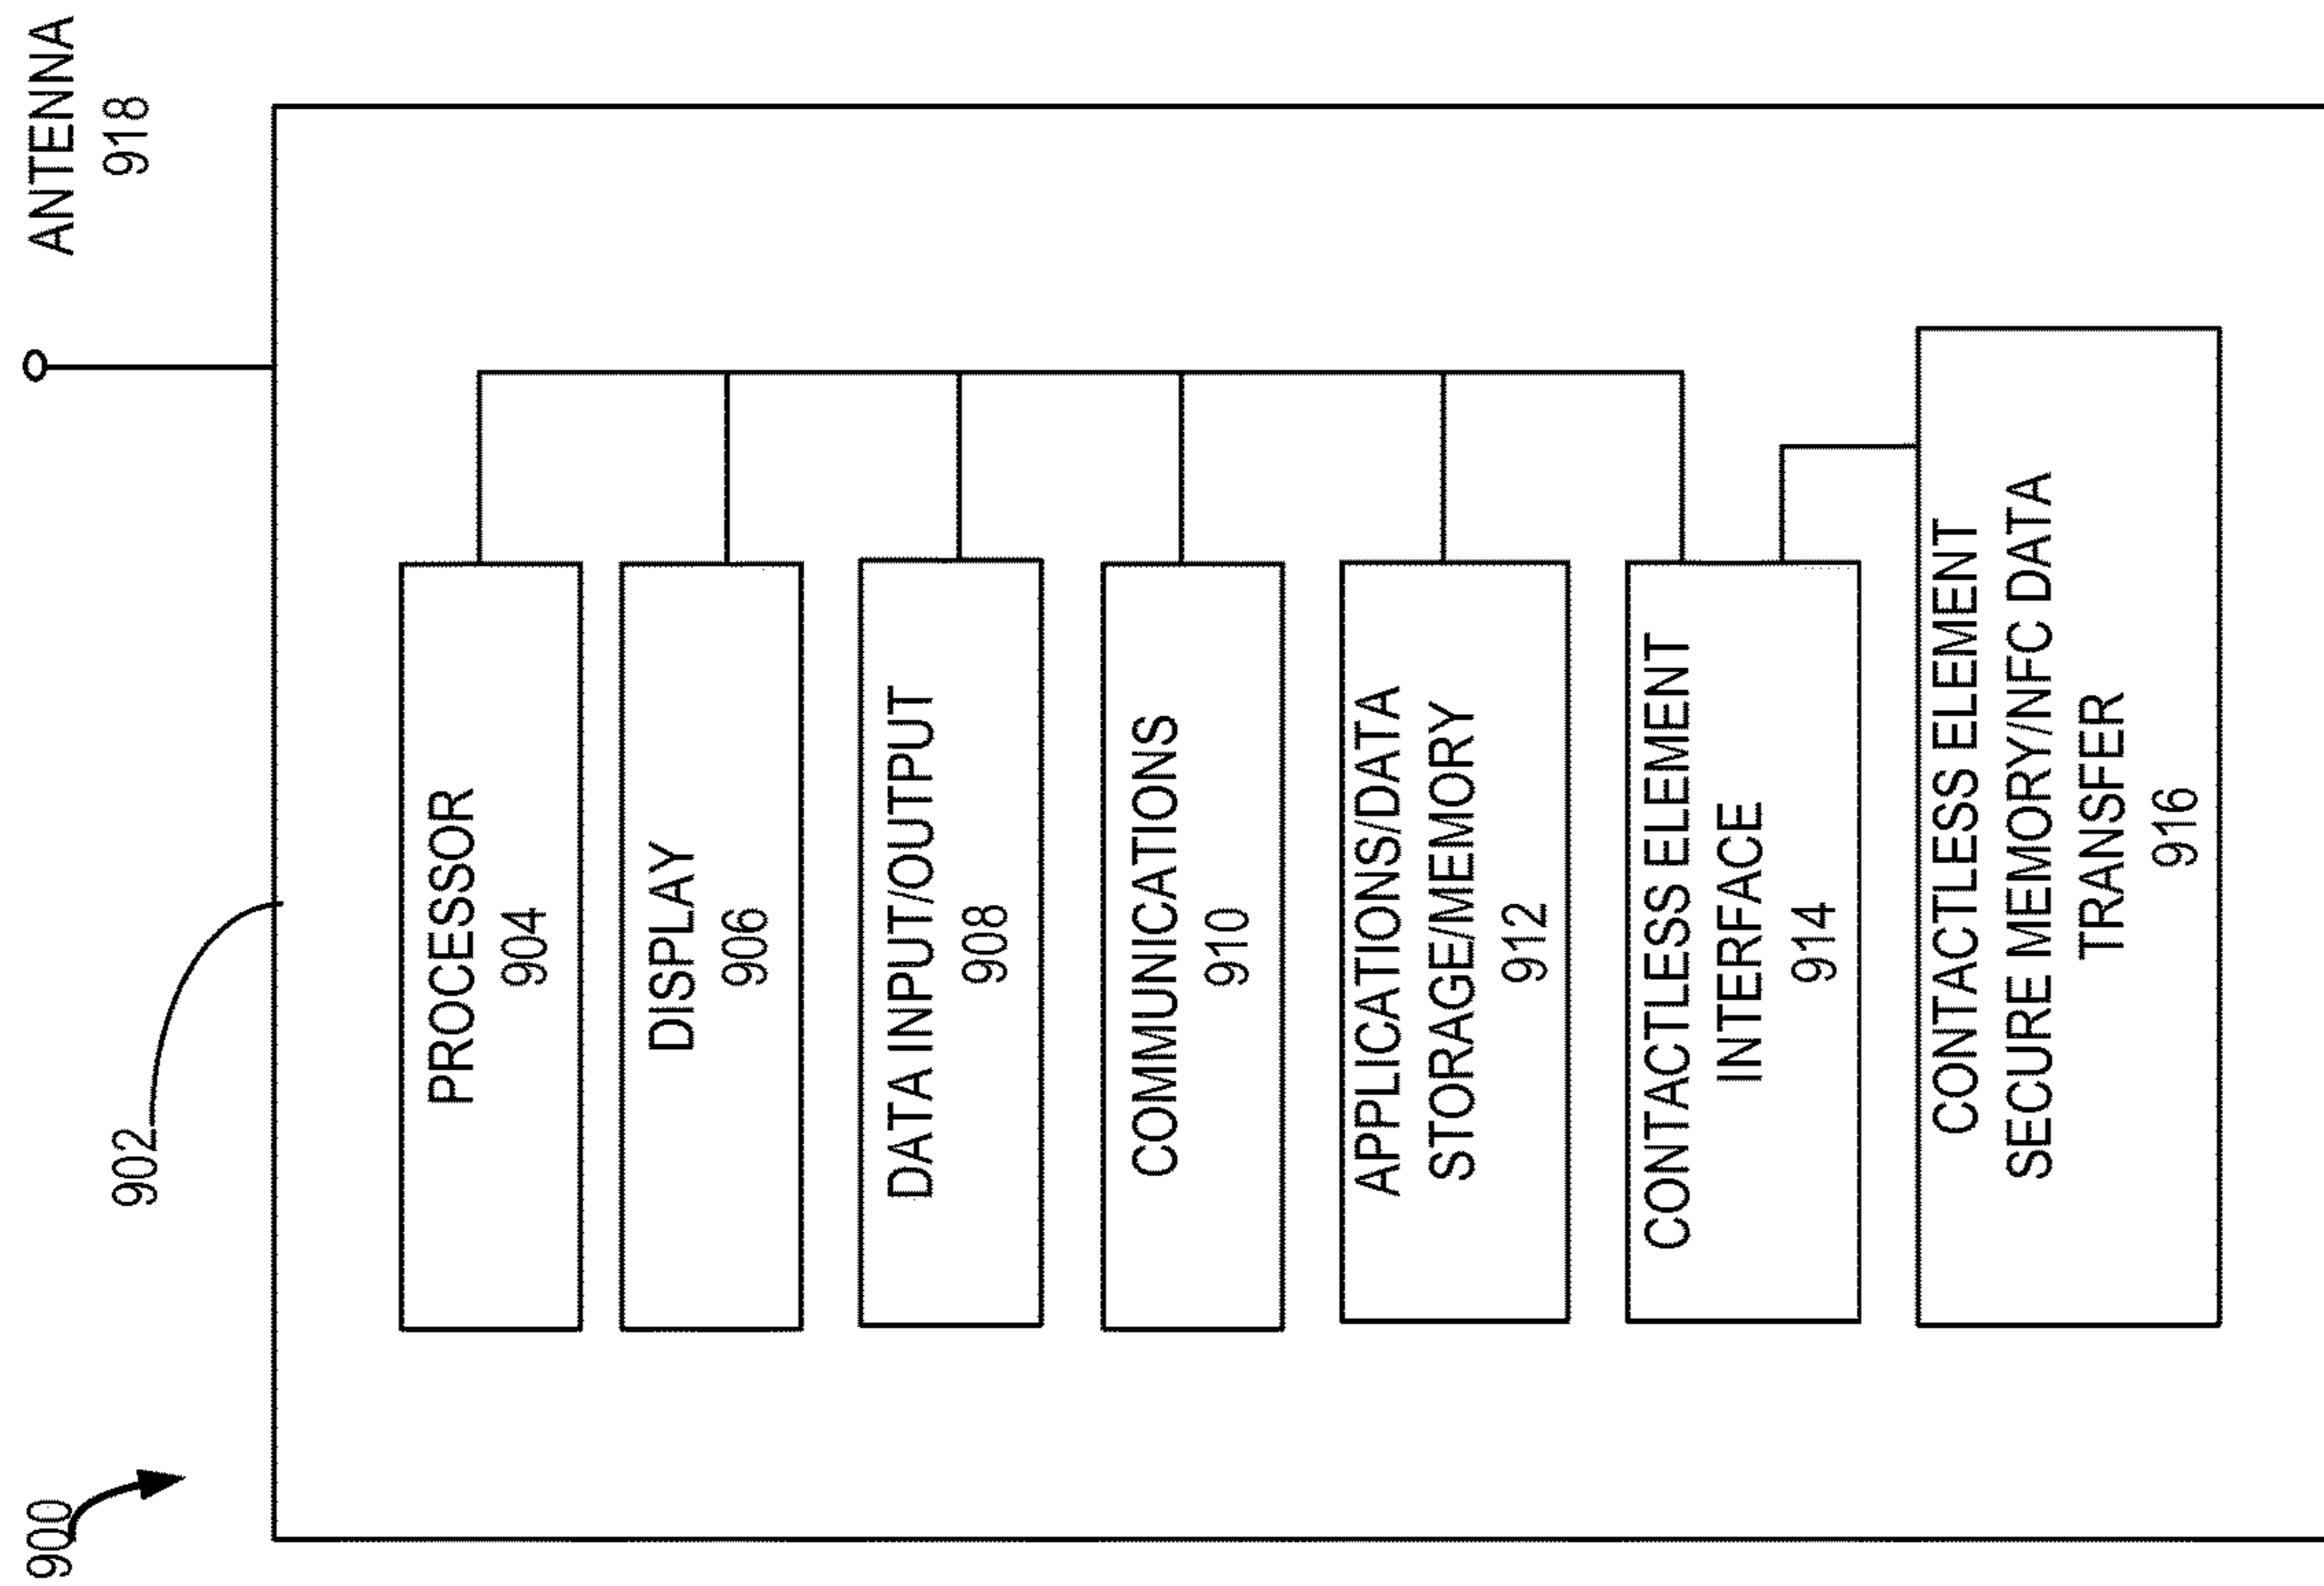 900
902
ANTENNA
918
PROCESSOR
904
DISPLAY
906
DATA INPUT/OUTPUT
908
COMMUNICATIONS
910
APPLICATIONS/DATA
STORAGE/MEMORY
912
CONTACTLESS ELEMENT
INTERFACE
914
CONTACTLESS ELEMENT
SECURE MEMORY/NFC DATA
TRANSFER
916